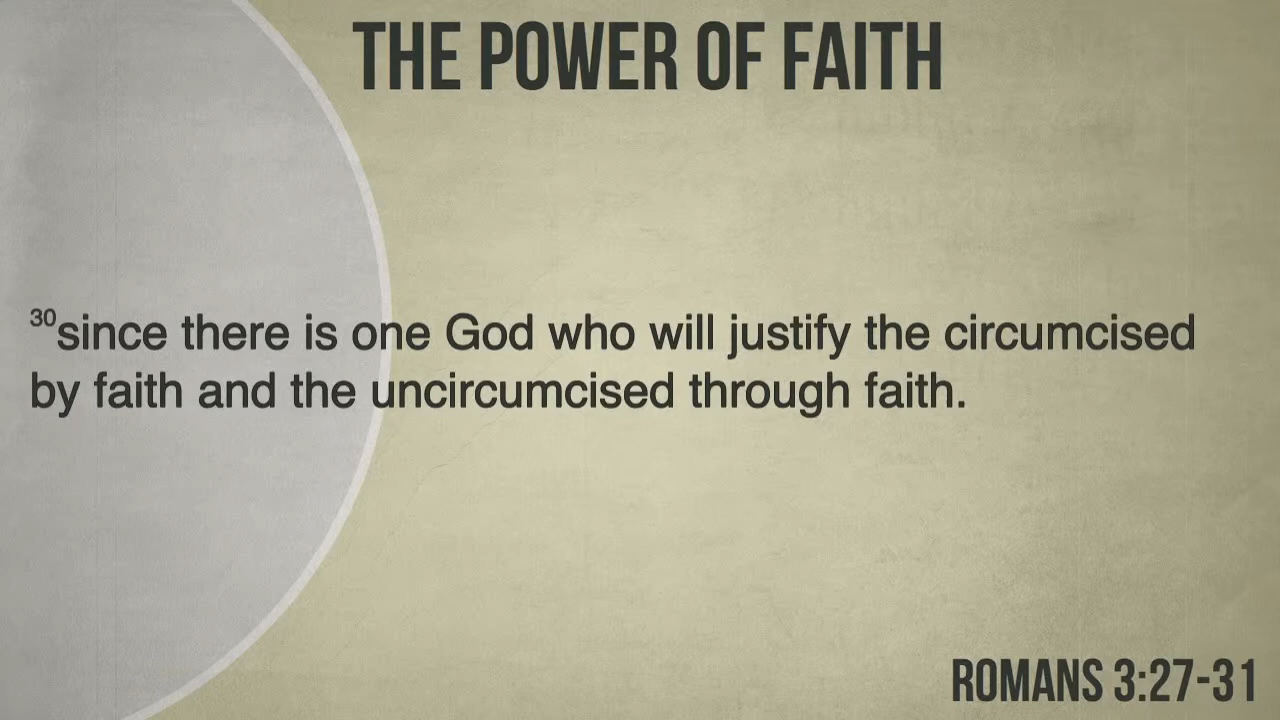 THE POWER OF FAITH
30since there is one God who will justify the circumcised
by faith and the uncircumcised through faith.
ROMANS 3:27-31